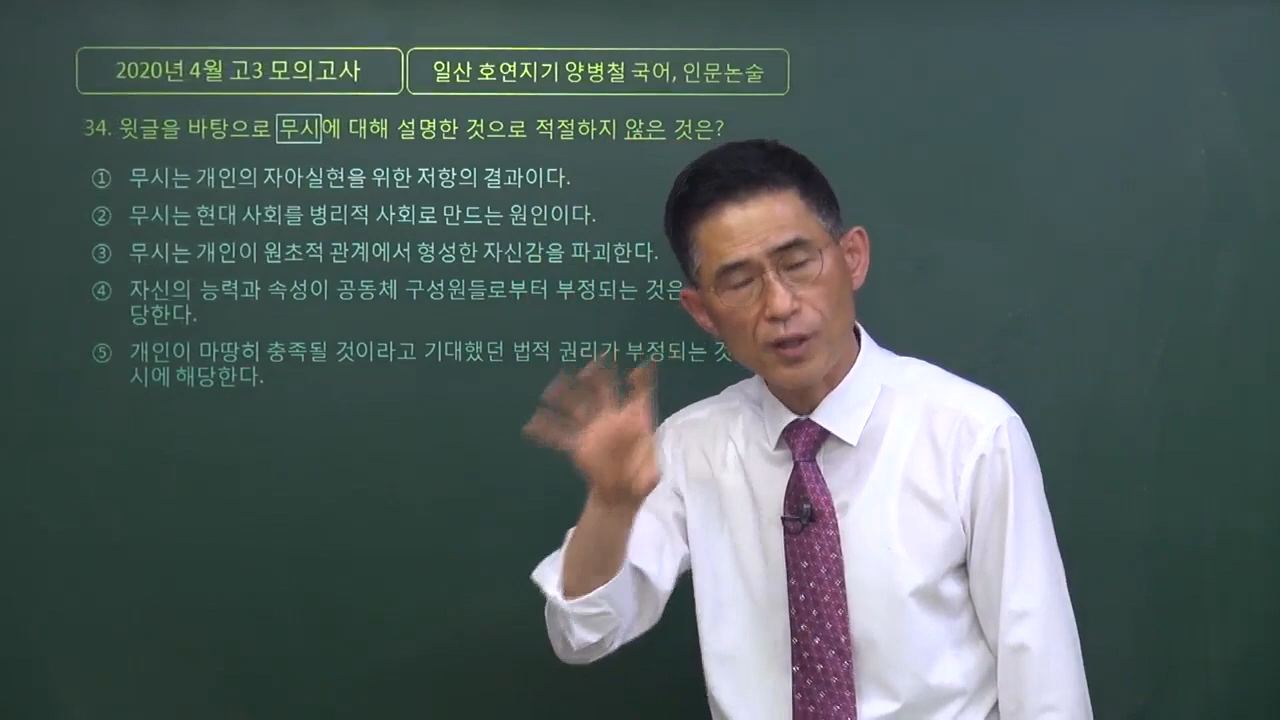 2020년 4월 고3 모의고사
일산 호연지기 양병철 국어, 인문논술
34. 윗글을 바탕으로 무시에 대해 설명한 것으로 적절하지 않은 것은?
① 무시는 개인의 자아실현을 위한 저항의 결과이다.
② 무시는 현대 사회를 병리적 사회로 만드는 원인이다.
③ 무시는 개인이 원초적 관계에서 형성한 자신감을 파괴한다.
④ 자신의 능력과 속성이 공동체 구성원들로부터 부정되는 것은
당한다.
⑤ 개인이 마땅히 충족될 것이라고 기대했던 법적 권리가 부정되는
시에 해당한다.